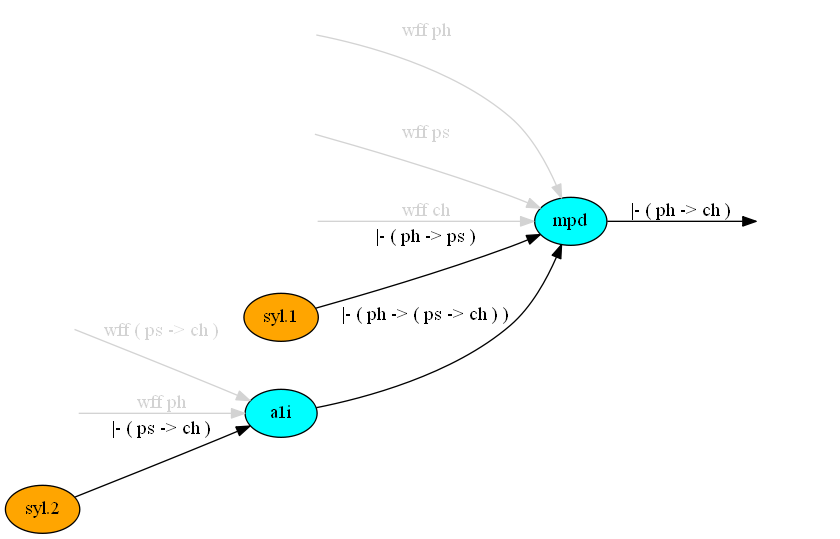 wff ph
wff ps
wff ch
|- ( ph -> ps )
mpd
|- ( ph -> ch )
syl.1
|- ( ph -> ( ps -> ch ) )
wff ( ps -> ch )
wff ph
|- ( ps -> ch )
a1i
syl.2